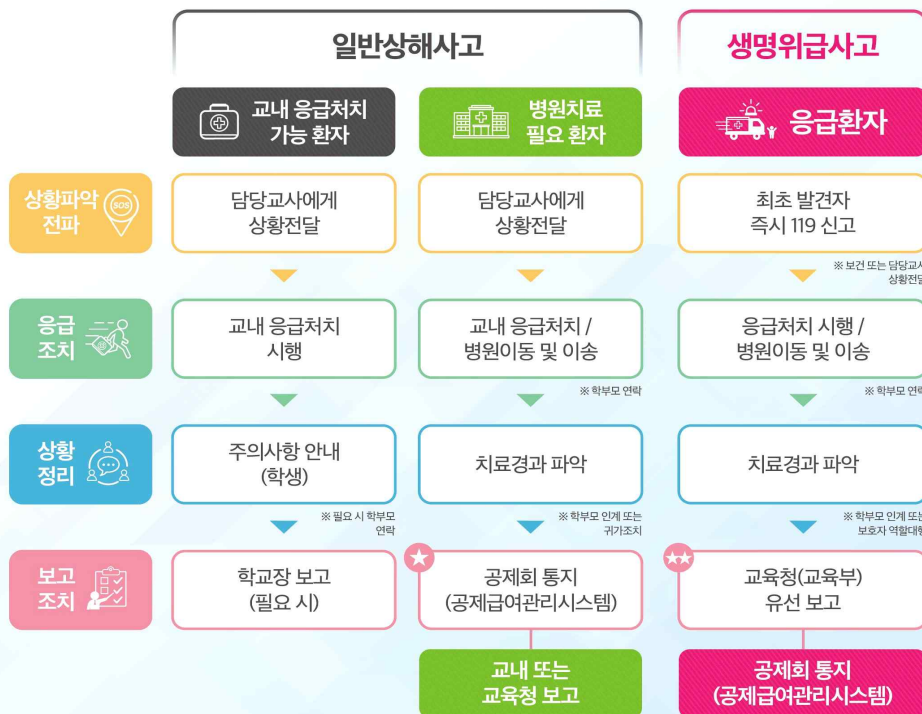 일반상해사고
생명위급사고
교내 응급처치
가능 환자
병원치료
필요 환자
응급환자
상황파악
전파
SOS
담당교사에게
상황전달
담당교사에게
상황전달
최초 발견자
즉시 119 신고
※ 보건 또는 담당교사
상황전달
응급
조치
교내 응급처치
시행
교내 응급처치 /
병원이동 및 이송
응급처치 시행 /
병원이동 및 이송
※ 학부모 연락
※ 학부모 연락
상황
정리
주의사항 안내
(학생)
치료경과 파악
치료경과 파악
※ 필요 시 학부모
연락
※ 학부모 인계 또는
귀가조치
※ 학부모 인계 또는
보호자 역할대행
보고
조치
학교장 보고
(필요 시)
공제회 통지
(공제급여관리시스템)
교육청(교육부)
유선 보고
교내 또는
교육청 보고
공제회 통지
(공제급여관리시스템)